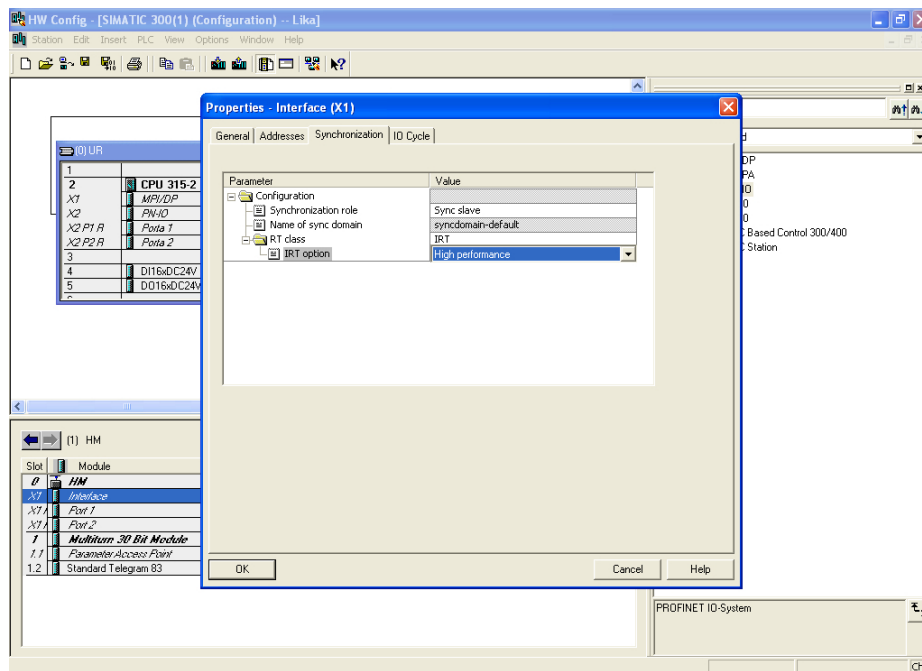 HW Config - [SIMATIC 300(1) (Configuration) -- Lika]
Station Edit Insert PLC View Options Window Help
Properties - Interface (X1)
General Addresses Synchronization IO Cycle
Parameter Value
Configuration
Synchronization role Sync slave
Name of sync domain syncdomain-default
RT class IRT
IRT option High performance
OK Cancel Help
(0) UR
1
2 CPU 315-2
X1 MPI/DP
X2 PN-IO
X2 P1 R Porta 1
X2 P2 R Porta 2
3
4 DI16xDC24V
5 DO16xDC24V
DP
PA
IO
Based Control 300/400
Station
(1) HM
Slot Module
0 HM
X1 Interface
X1 Port 1
X1 Port 2
1 Multiturn 30 Bit Module
1.1 Parameter Access Point
1.2 Standard Telegram 83
PROFINET IO-System
Ch